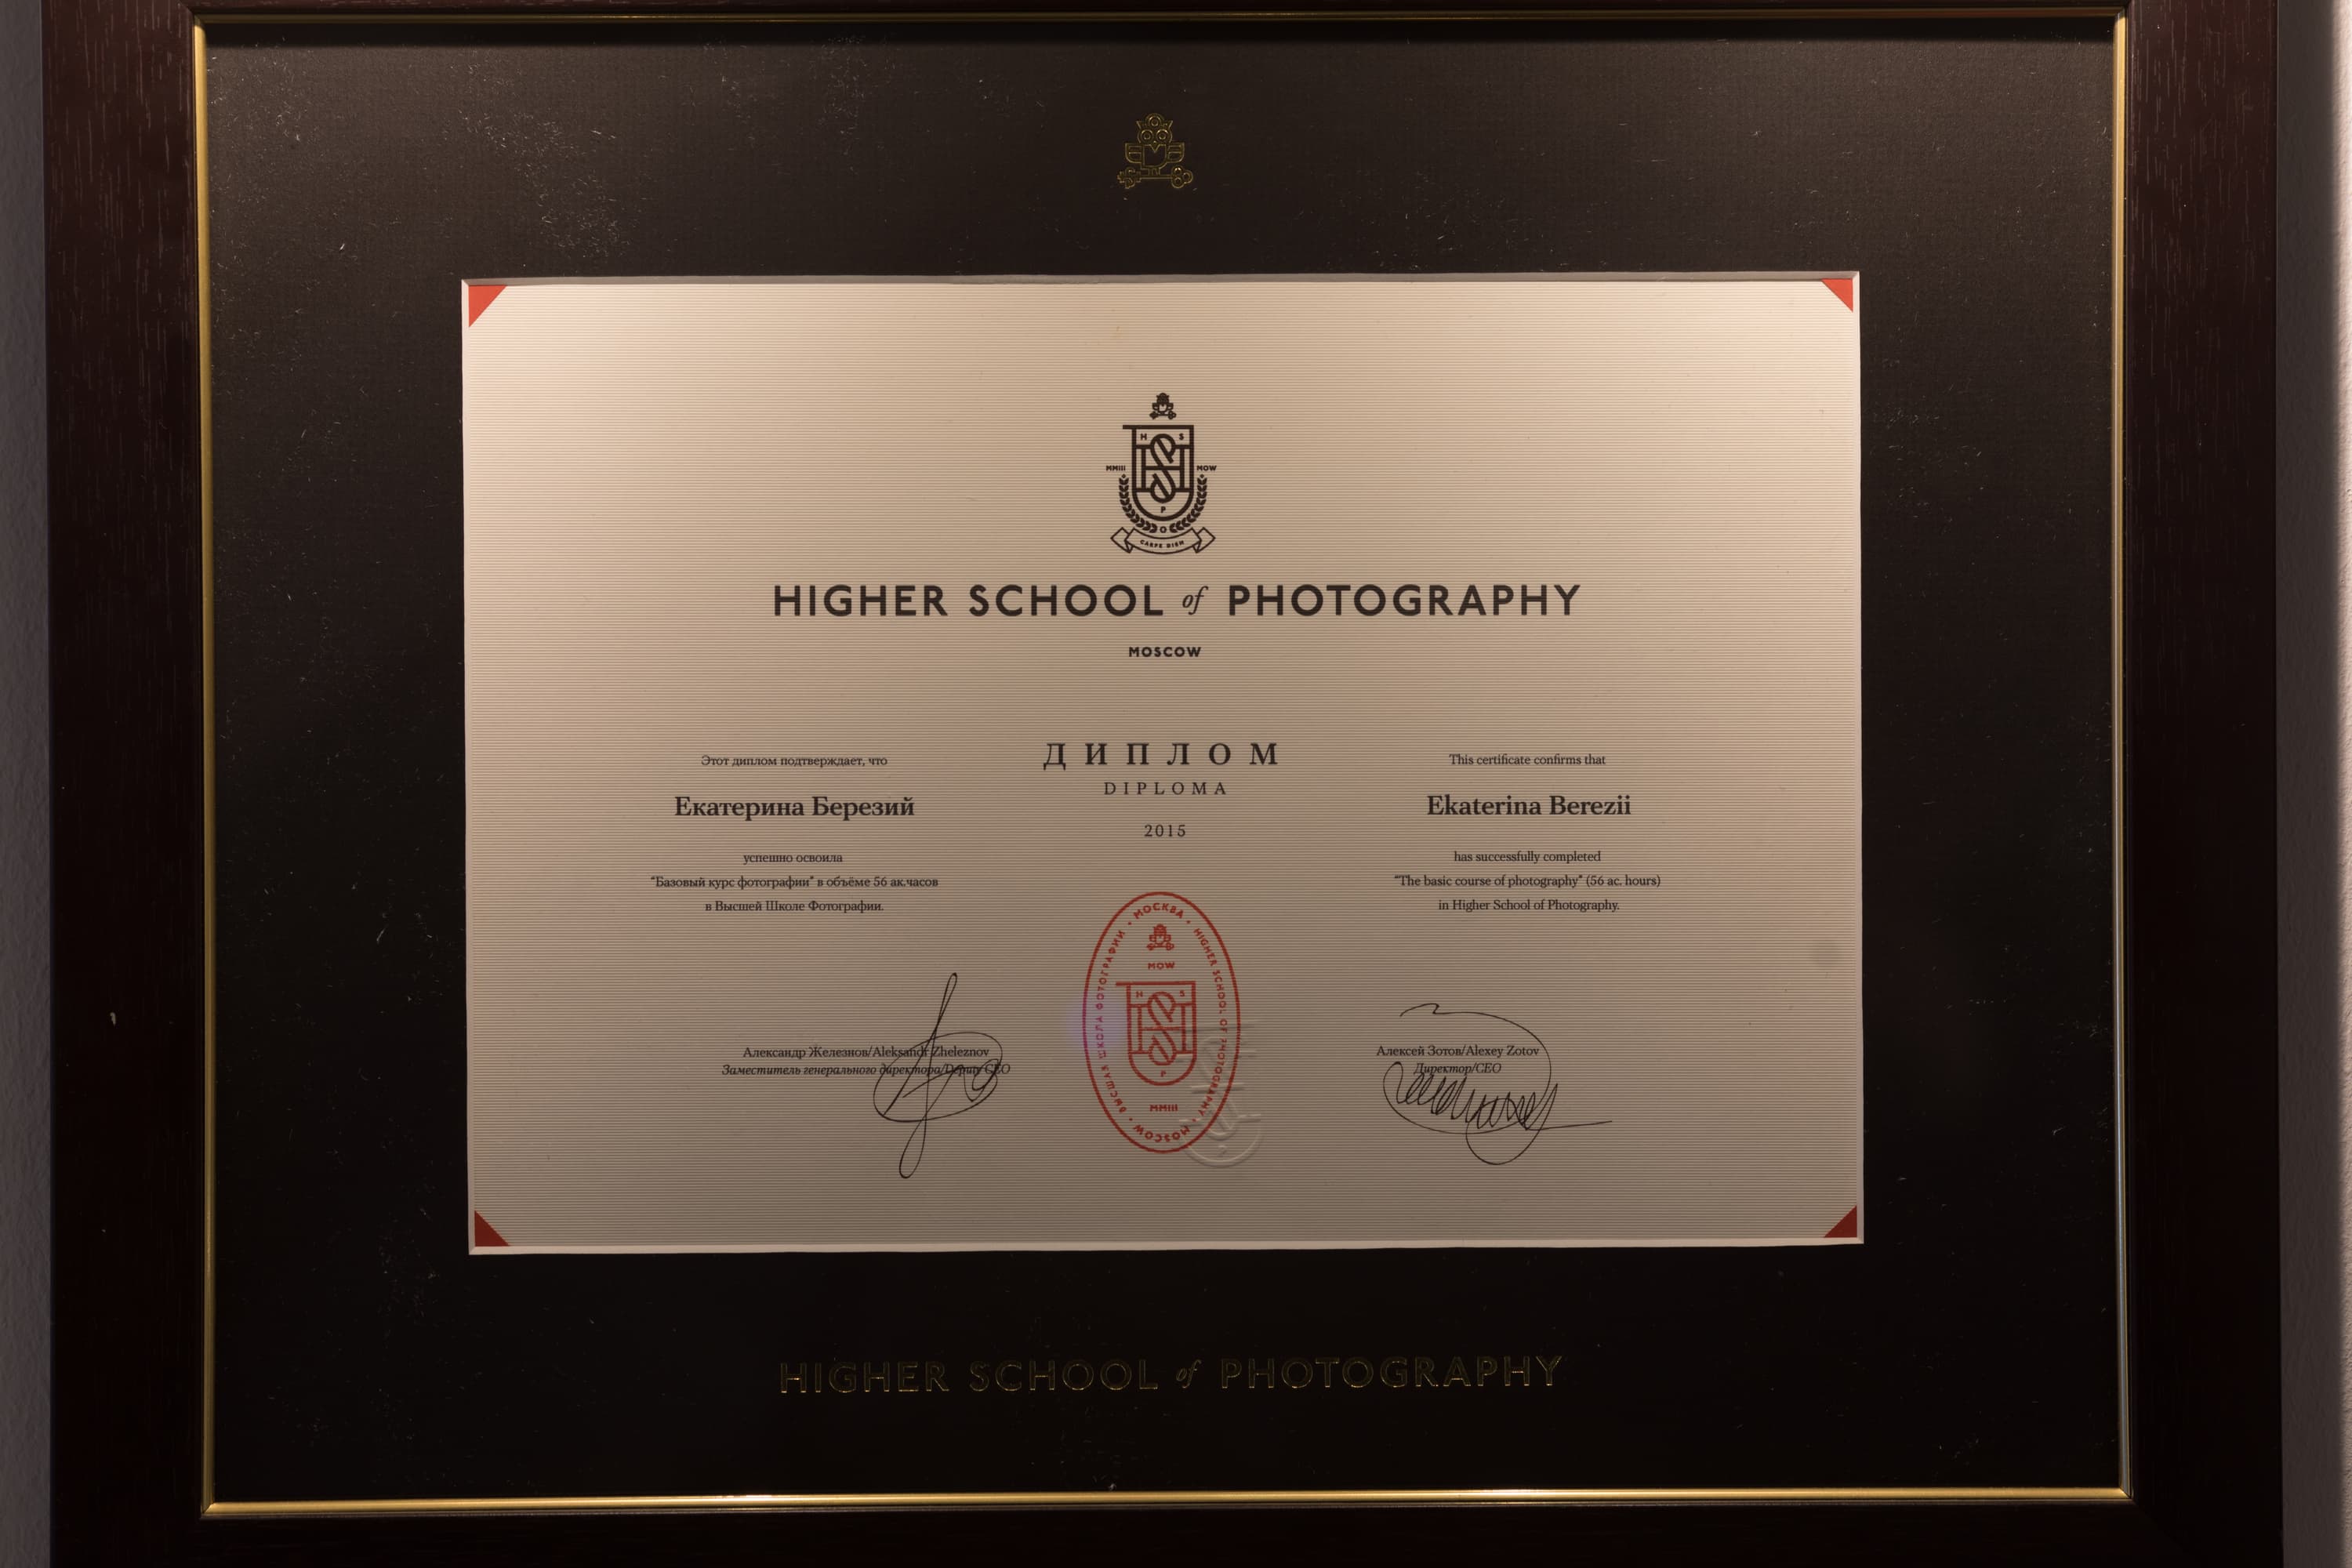 H S
MMIII MOW
P
CARPE DIEM
HIGHER SCHOOL of PHOTOGRAPHY
MOSCOW
ДИПЛОМ
DIPLOMA
2015
Этот диплом подтверждает, что
Екатерина Березий
успешно освоила
"Базовый курс фотографии" в объёме 56 ак.часов
в Высшей Школе Фотографии.
This certificate confirms that
Ekaterina Berezii
has successfully completed
"The basic course of photography" (56 ac. hours)
in Higher School of Photography.
Александр Железнов/Aleksandr Zheleznov
Заместитель генерального директора/Deputy CEO
• МОСКВА • HIGHER SCHOOL OF PHOTOGRAPHY • MOSCOW • ВЫСШАЯ ШКОЛА ФОТОГРАФИИ
MOW
H S
P
MMIII
Алексей Зотов/Alexey Zotov
Директор/CEO
HIGHER SCHOOL of PHOTOGRAPHY